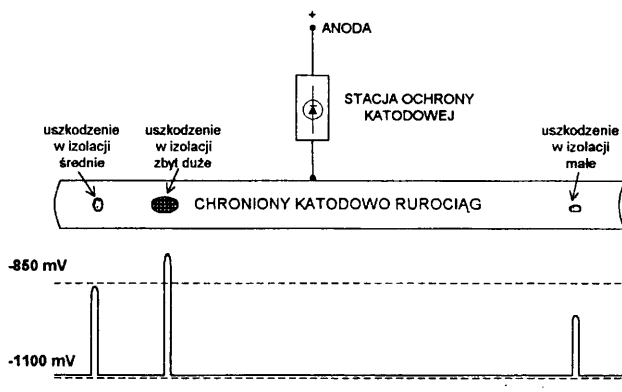 +
ANODA
STACJA OCHRONY
KATODOWEJ
uszkodzenie
w izolacji
średnie
uszkodzenie
w izolacji
zbyt duże
uszkodzenie
w izolacji
małe
CHRONIONY KATODOWO RUROCIĄG
-850 mV
-1100 mV